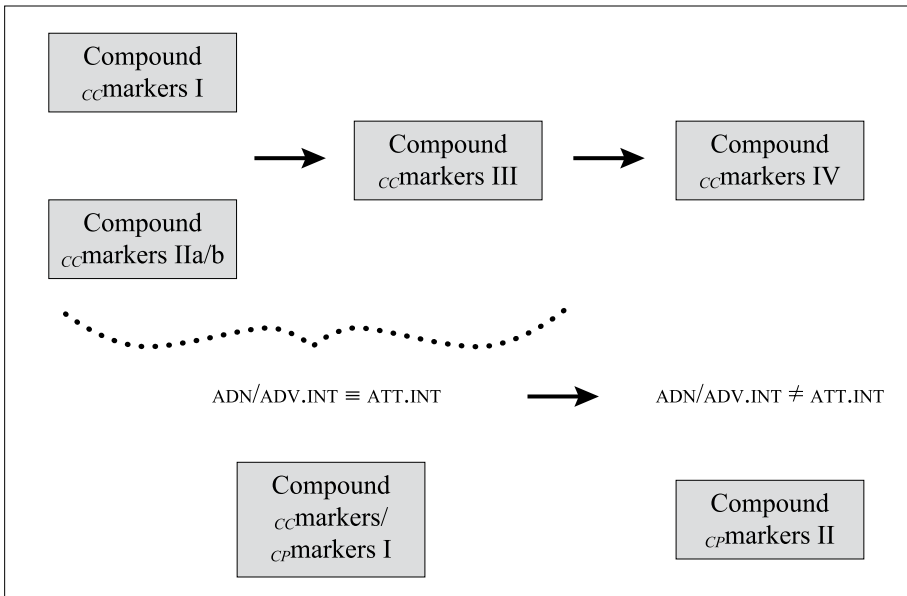 Compound
CCmarkers I
Compound
CCmarkers III
Compound
CCmarkers IV
Compound
CCmarkers IIa/b
ADN/ADV.INT ≡ ATT.INT
ADN/ADV.INT ≠ ATT.INT
Compound
CCmarkers/
CPmarkers I
Compound
CPmarkers II